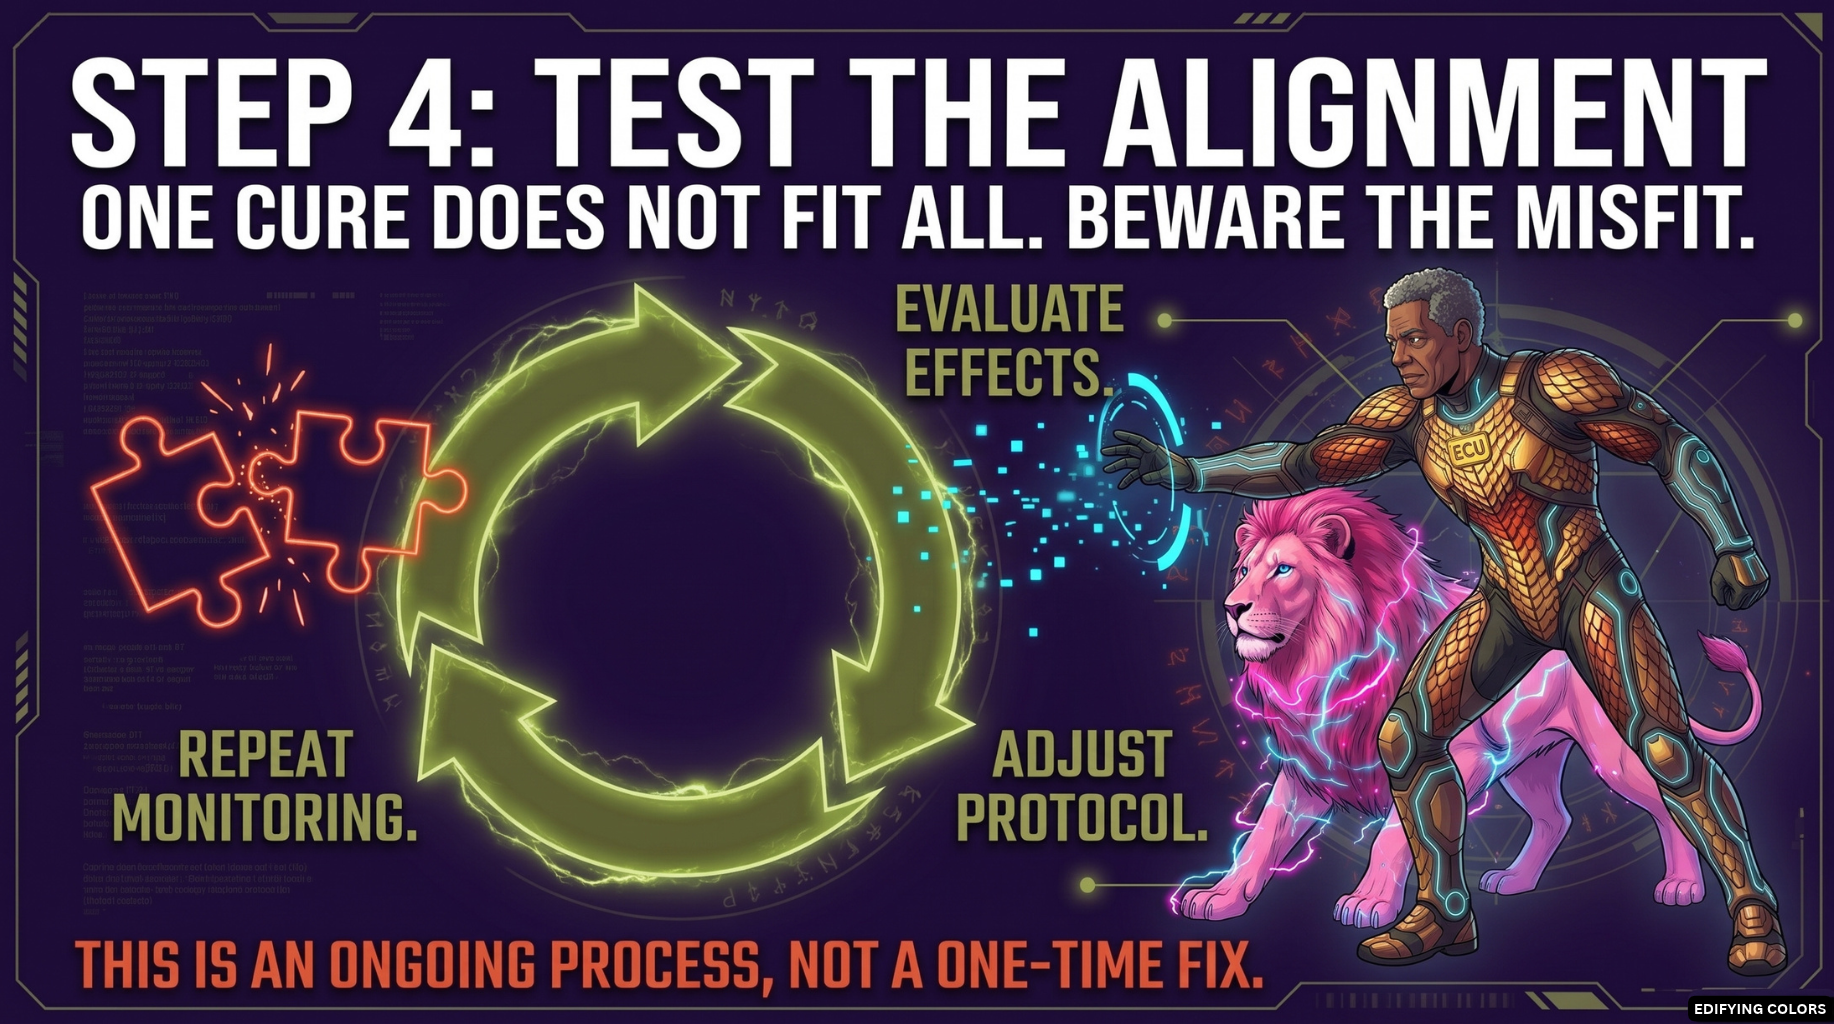 STEP 4: TEST THE ALIGNMENT
ONE CURE DOES NOT FIT ALL. BEWARE THE MISFIT.
EVALUATE
EFFECTS.
ECU
REPEAT
MONITORING.
ADJUST
PROTOCOL.
THIS IS AN ONGOING PROCESS, NOT A ONE-TIME FIX.
EDIFYING COLORS